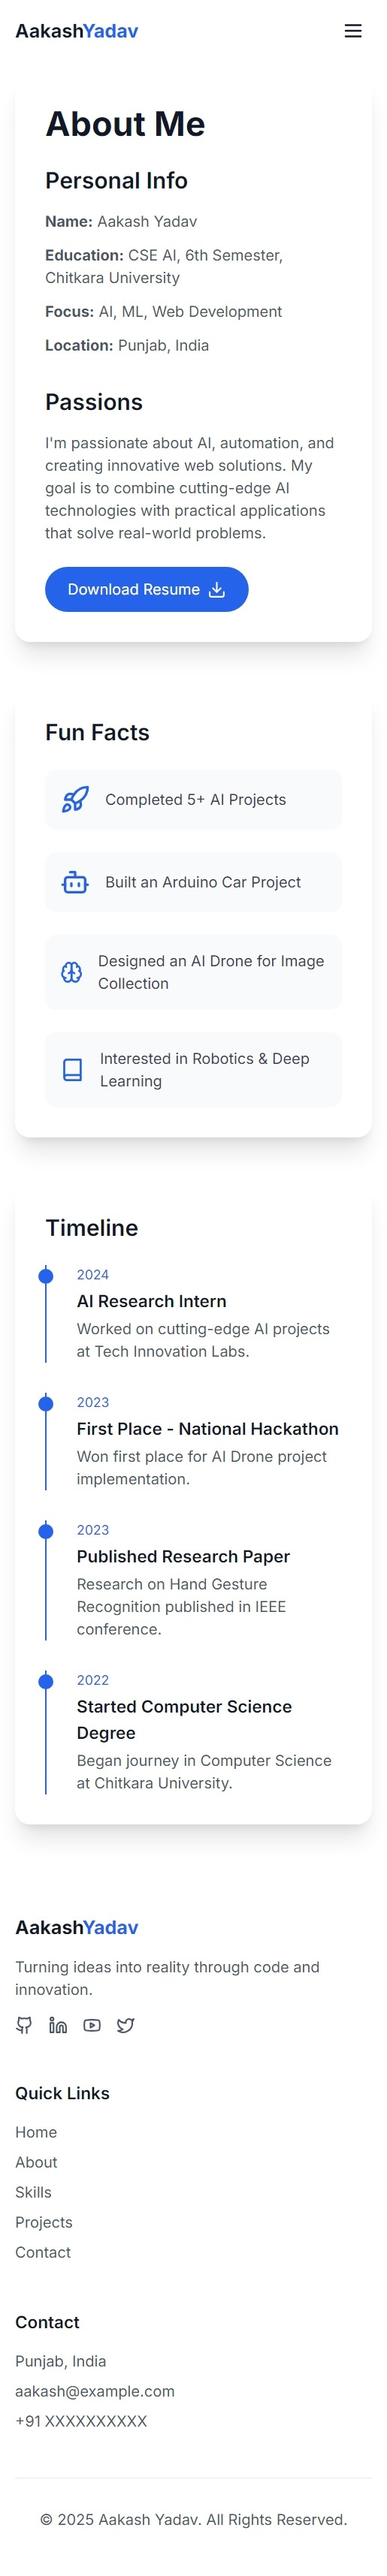 AakashYadav
About Me
Personal Info
Name: Aakash Yadav
Education: CSE AI, 6th Semester,
Chitkara University
Focus: AI, ML, Web Development
Location: Punjab, India
Passions
I'm passionate about AI, automation, and
creating innovative web solutions. My
goal is to combine cutting-edge AI
technologies with practical applications
that solve real-world problems.
Download Resume
Fun Facts
Completed 5+ AI Projects
Built an Arduino Car Project
Designed an AI Drone for Image
Collection
Interested in Robotics & Deep
Learning
Timeline
2024
AI Research Intern
Worked on cutting-edge AI projects
at Tech Innovation Labs.
2023
First Place - National Hackathon
Won first place for AI Drone project
implementation.
2023
Published Research Paper
Research on Hand Gesture
Recognition published in IEEE
conference.
2022
Started Computer Science
Degree
Began journey in Computer Science
at Chitkara University.
AakashYadav
Turning ideas into reality through code and
innovation.
Quick Links
Home
About
Skills
Projects
Contact
Contact
Punjab, India
aakash@example.com
+91 XXXXXXXXXX
© 2025 Aakash Yadav. All Rights Reserved.